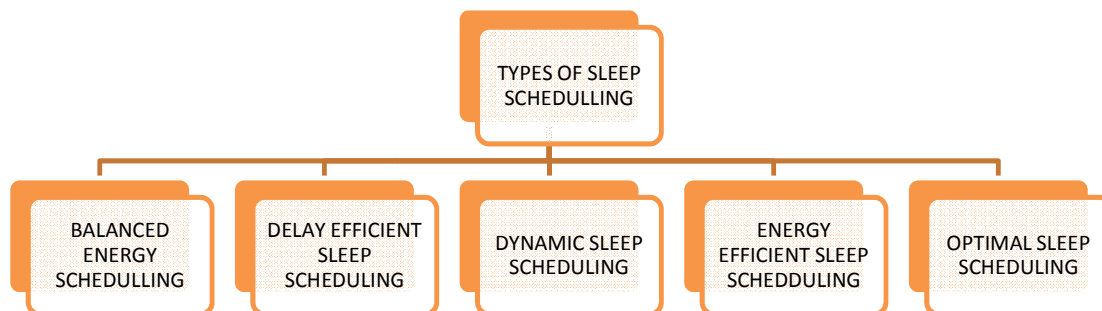 TYPES OF SLEEP
SCHEDULLING
BALANCED
ENERGY
SCHEDULLING
DELAY EFFICIENT
SLEEP
SCHEDULING
DYNAMIC SLEEP
SCHEDULING
ENERGY
EFFICIENT SLEEP
SCHEDDULING
OPTIMAL SLEEP
SCHEDULING